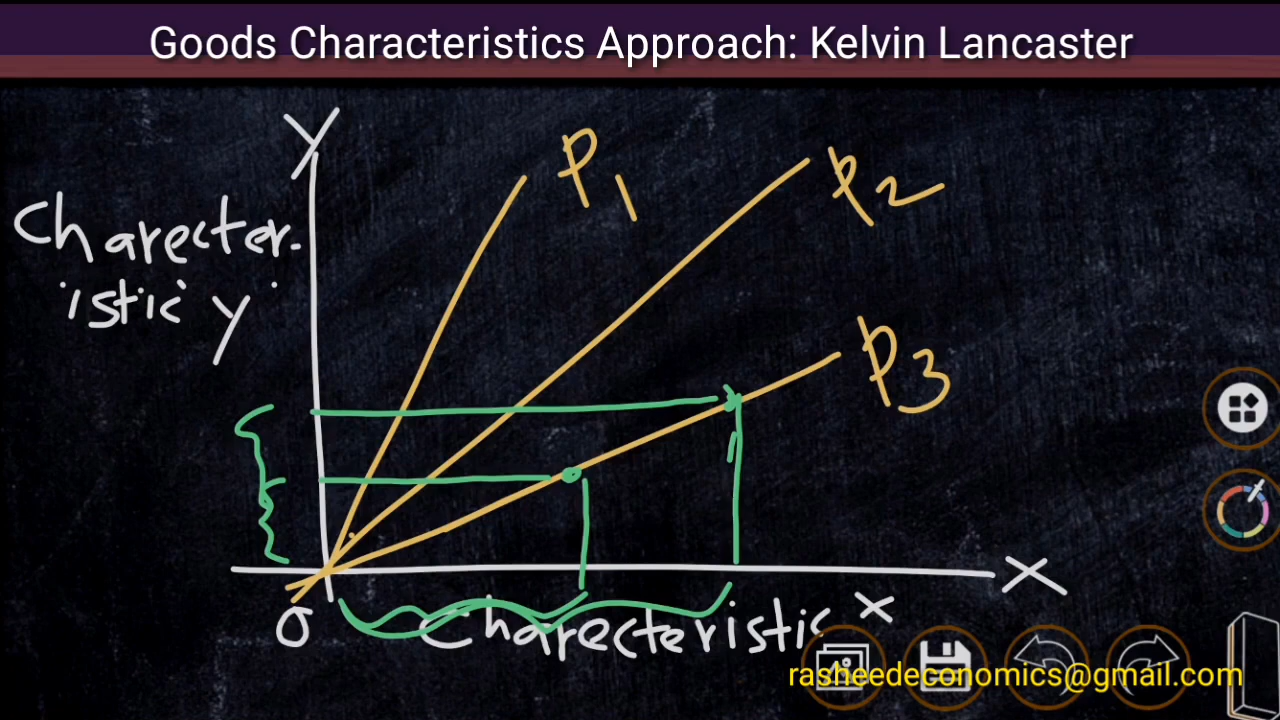 Goods Characteristics Approach: Kelvin Lancaster
Y
P1
P2
Charecter-
istic Y
P3
X
O
Charecteristic X
rasheedeconomics@gmail.com